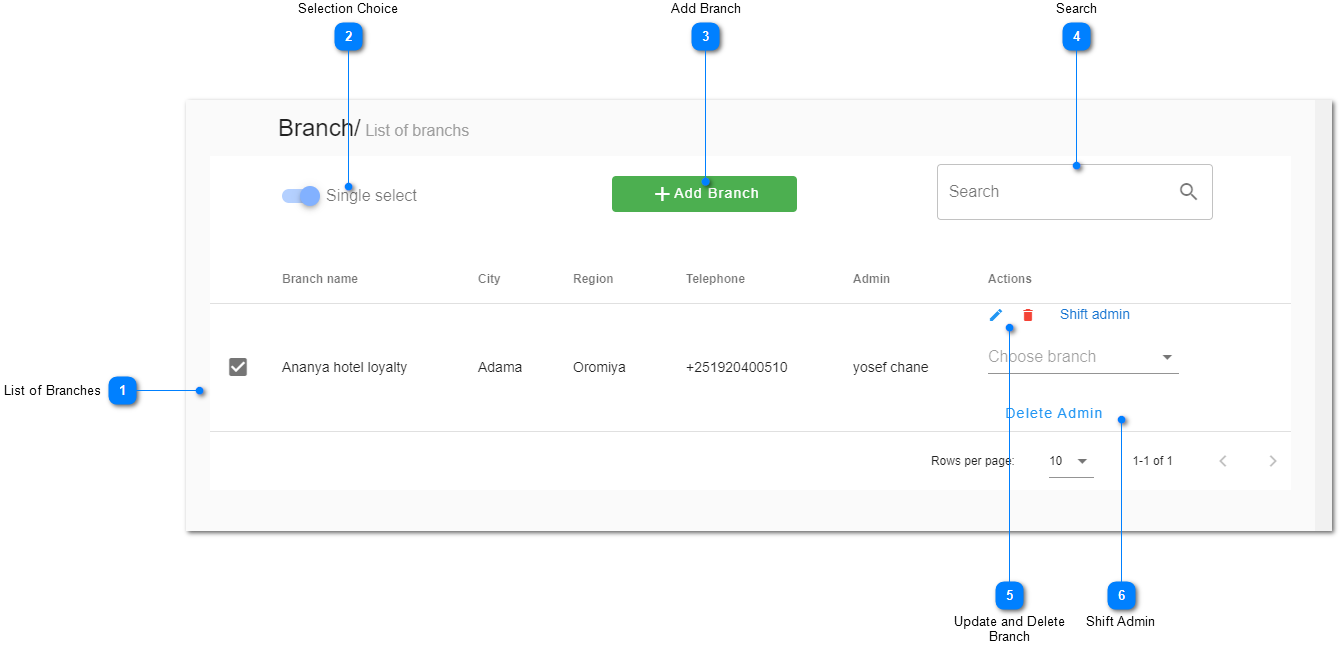 Selection Choice
Add Branch
Search
2
3
4
Branch/ List of branchs
Single select
Add Branch
Search
Branch name City Region Telephone Admin Actions
Shift admin
Choose branch
Ananya hotel loyalty Adama Oromiya +251920400510 yosef chane
List of Branches 1
Delete Admin
Rows per page: 10 1-1 of 1
5
6
Update and Delete
Branch
Shift Admin